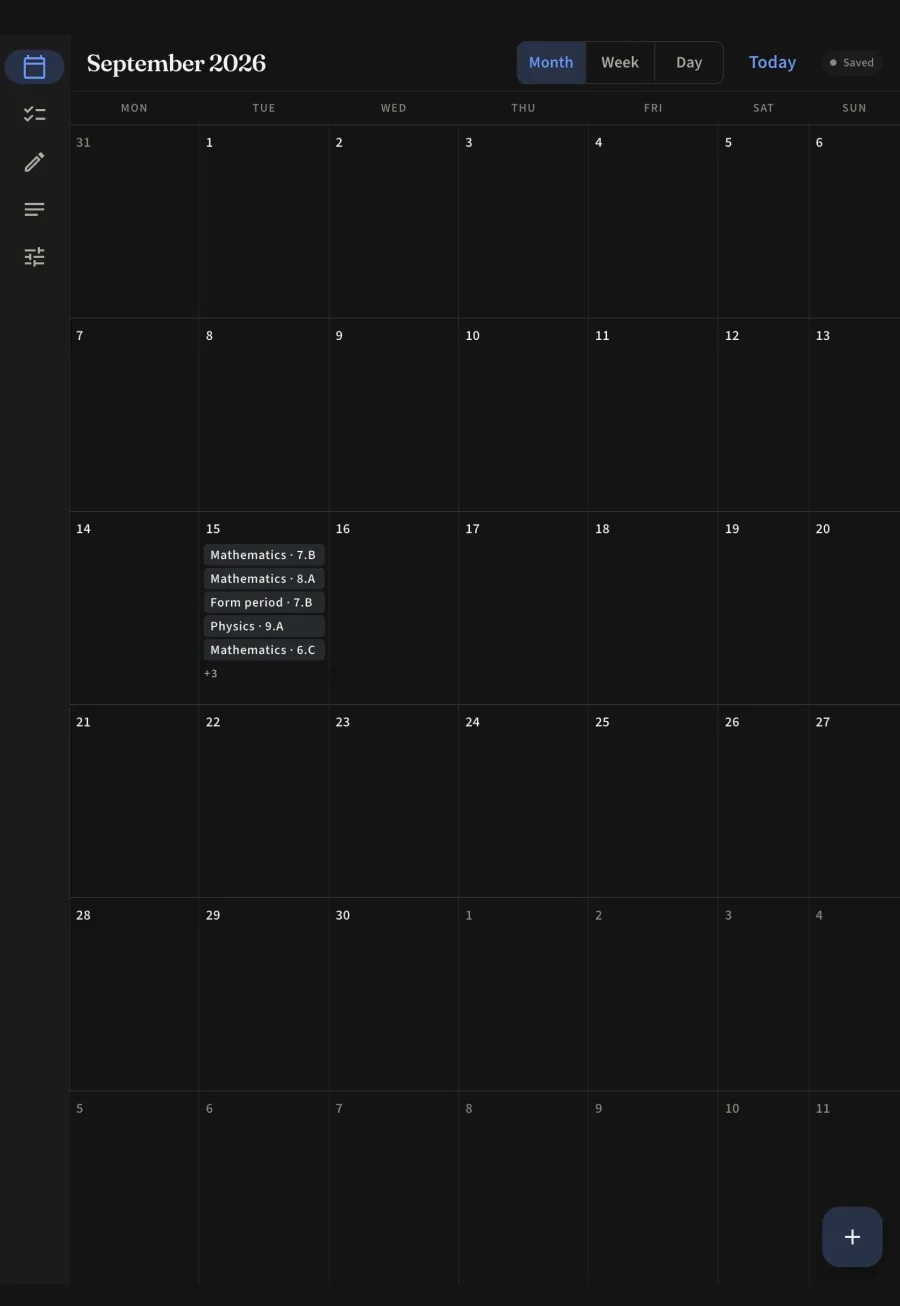 September 2026 Month Week Day Today Saved
MON TUE WED THU FRI SAT SUN
31 1 2 3 4 5 6
7 8 9 10 11 12 13
14 15 16 17 18 19 20
Mathematics · 7.B
Mathematics · 8.A
Form period · 7.B
Physics · 9.A
Mathematics · 6.C
+3
21 22 23 24 25 26 27
28 29 30 1 2 3 4
5 6 7 8 9 10 11